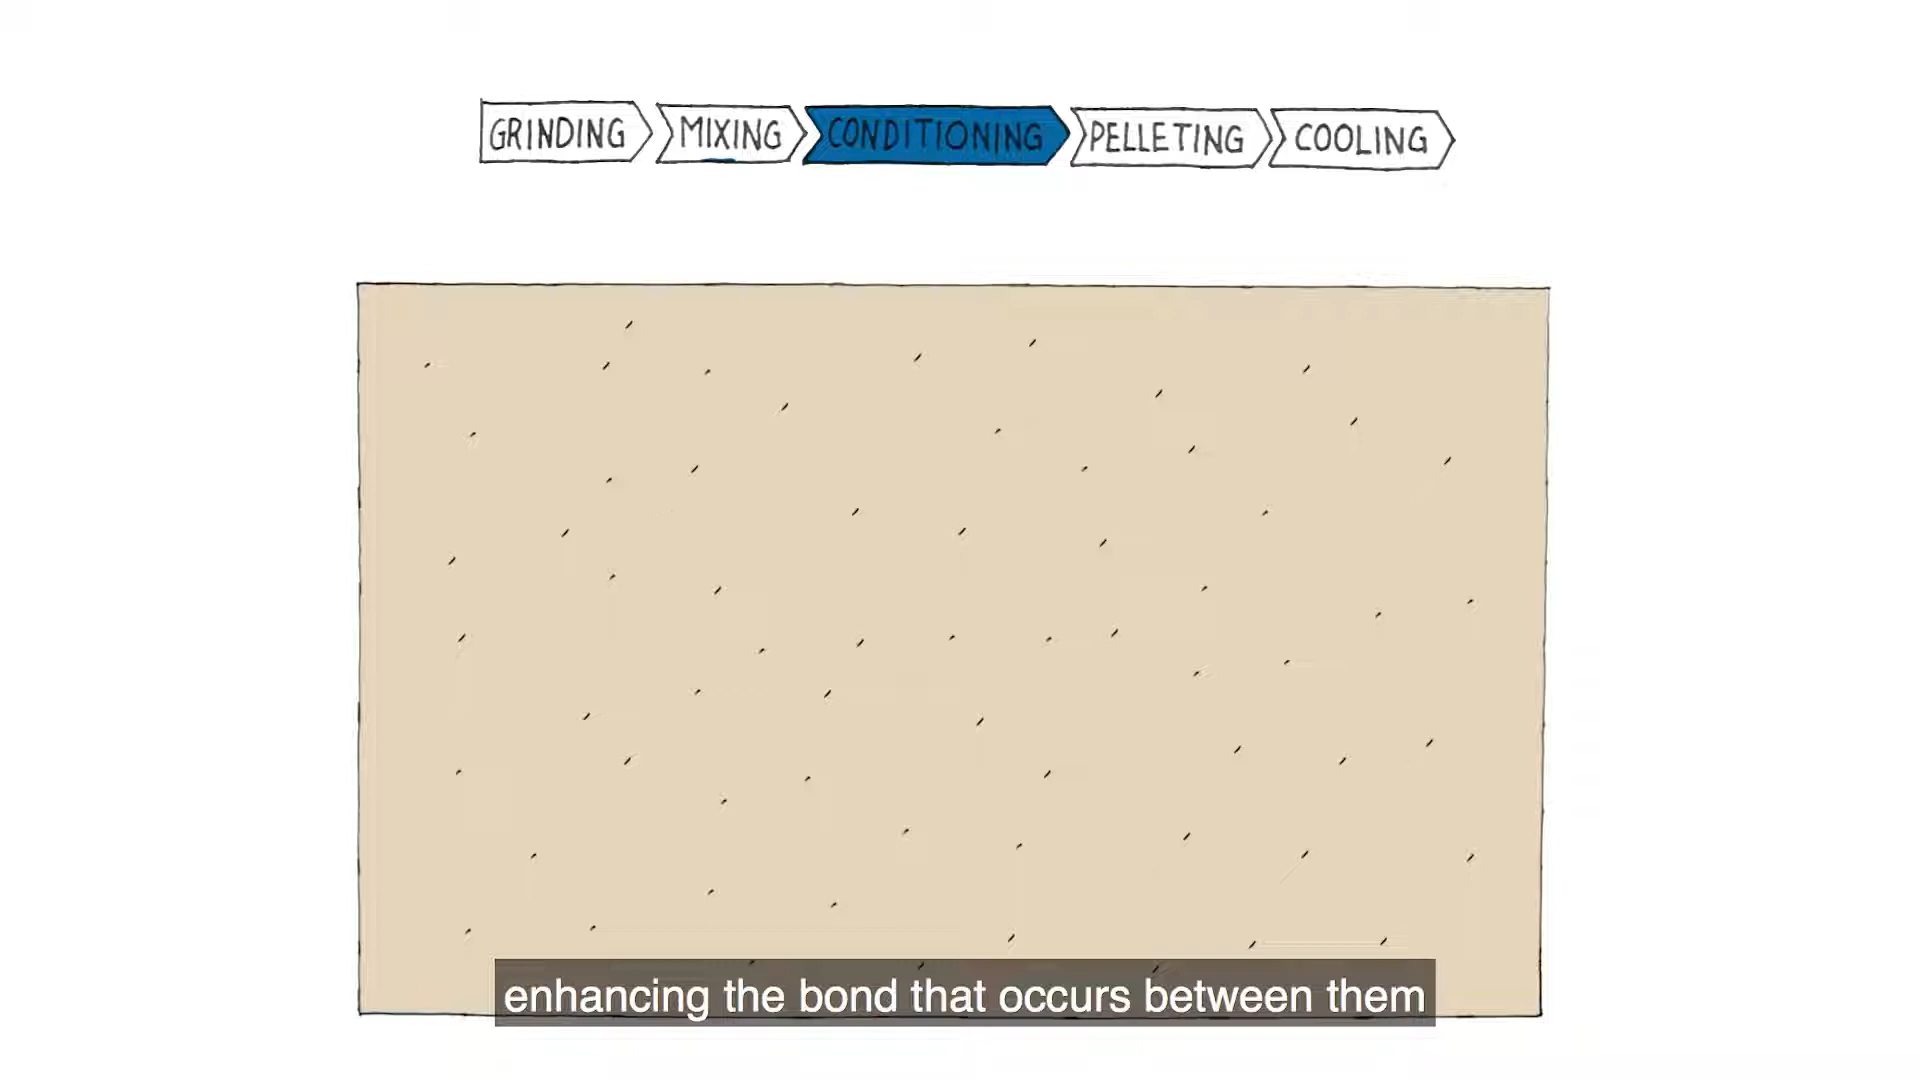 GRINDING MIXING CONDITIONING PELLETING COOLING
enhancing the bond that occurs between them